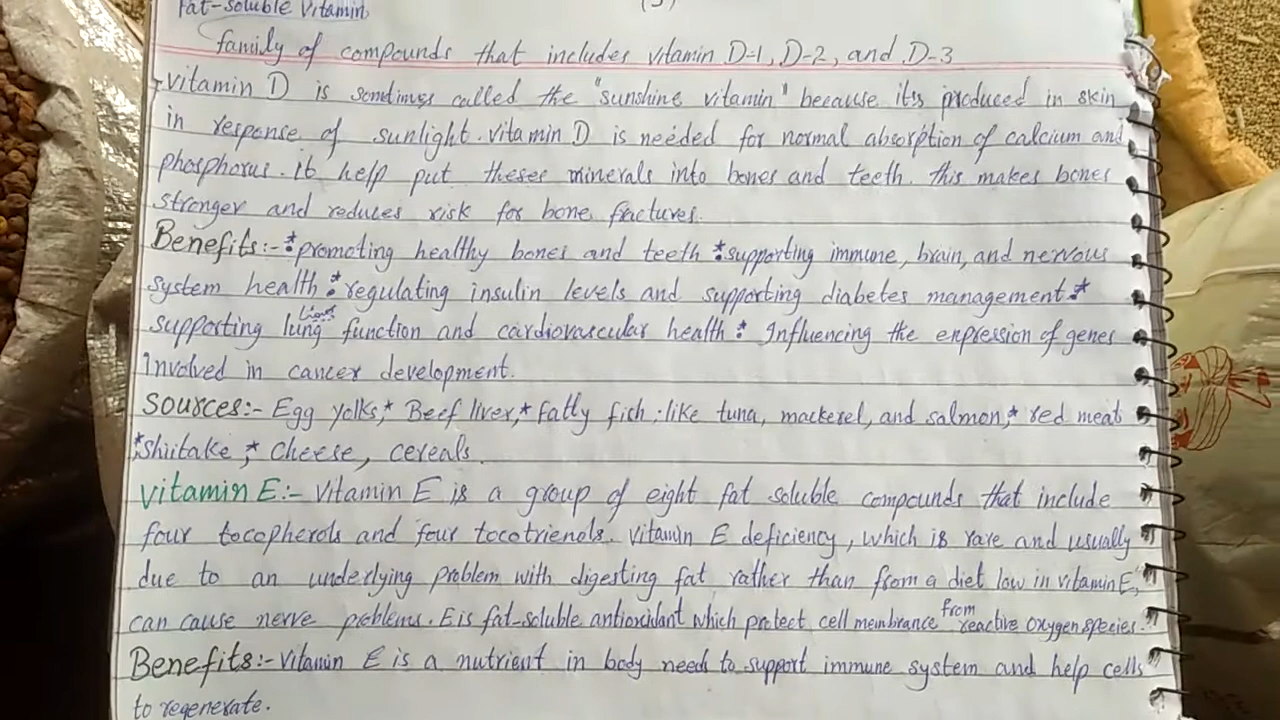 (5)
Fat-soluble vitamin
family of compounds that includes vitamin D-1, D-2, and D-3
vitamin D is sometimes called the "sunshine vitamin" because its produced in skin
in response of sunlight. vitamin D is needed for normal absorption of calcium and
phosphorus. it help put theses minerals into bones and teeth. this makes bones
stronger and reduces risk for bone fractures.
Benefits:- * promoting healthy bones and teeth * supporting immune, brain, and nervous
system health * regulating insulin levels and supporting diabetes management *
supporting lung function and cardiovascular health * Influencing the expression of genes
Involved in cancer development.
Sources:- Egg yolks,* Beef liver,* fatty fich ; like tuna, mackerel, and salmon,* red meat
*Shiitake,* Cheese, cereals.
vitamin E:- Vitamin E is a group of eight fat soluble compounds that include
four tocopherols and four tocotrienols. Vitamin E deficiency, which is rare and usually
due to an underlying problem with digesting fat rather than from a diet low in vitamin E,
can cause nerve problems. E is fat-soluble antioxidant which protect cell membrance from reactive oxygen species.
Benefits:- Vitamin E is a nutrient in body needs to support immune system and help cells
to regenerate.